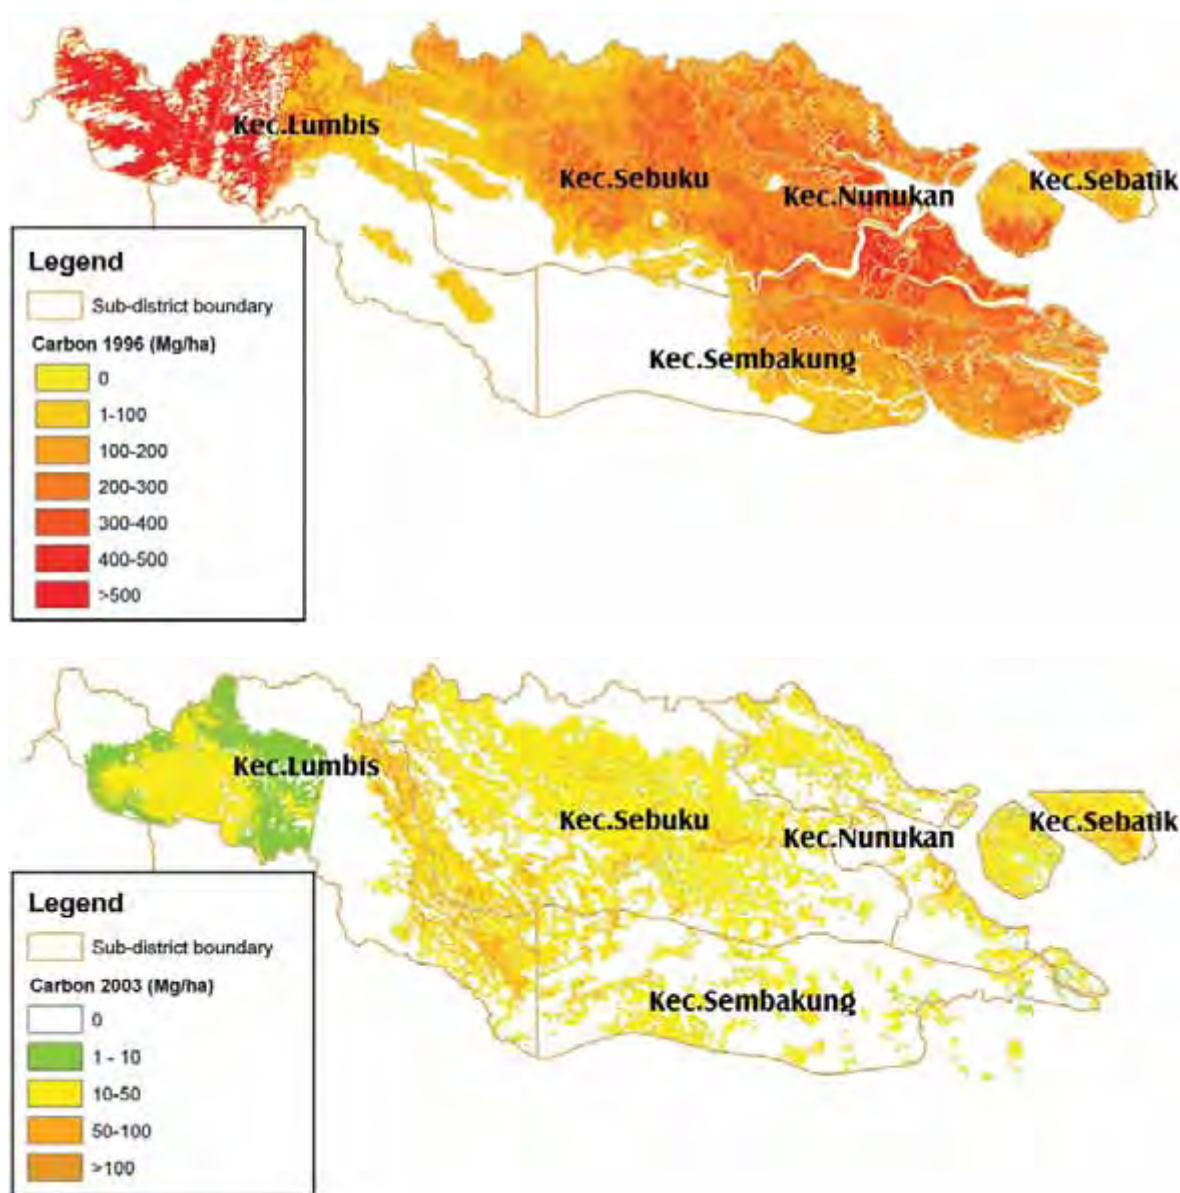 Kec.Lumbis
Kec.Sebuku
Kec.Nunukan
Kec.Sebatik
Kec.Sembakung
Legend
Sub-district boundary
Carbon 1996 (Mg/ha)
0
1-100
100-200
200-300
300-400
400-500
>500
Kec.Lumbis
Kec.Sebuku
Kec.Nunukan
Kec.Sebatik
Kec.Sembakung
Legend
Sub-district boundary
Carbon 2003 (Mg/ha)
0
1 - 10
10-50
50-100
>100